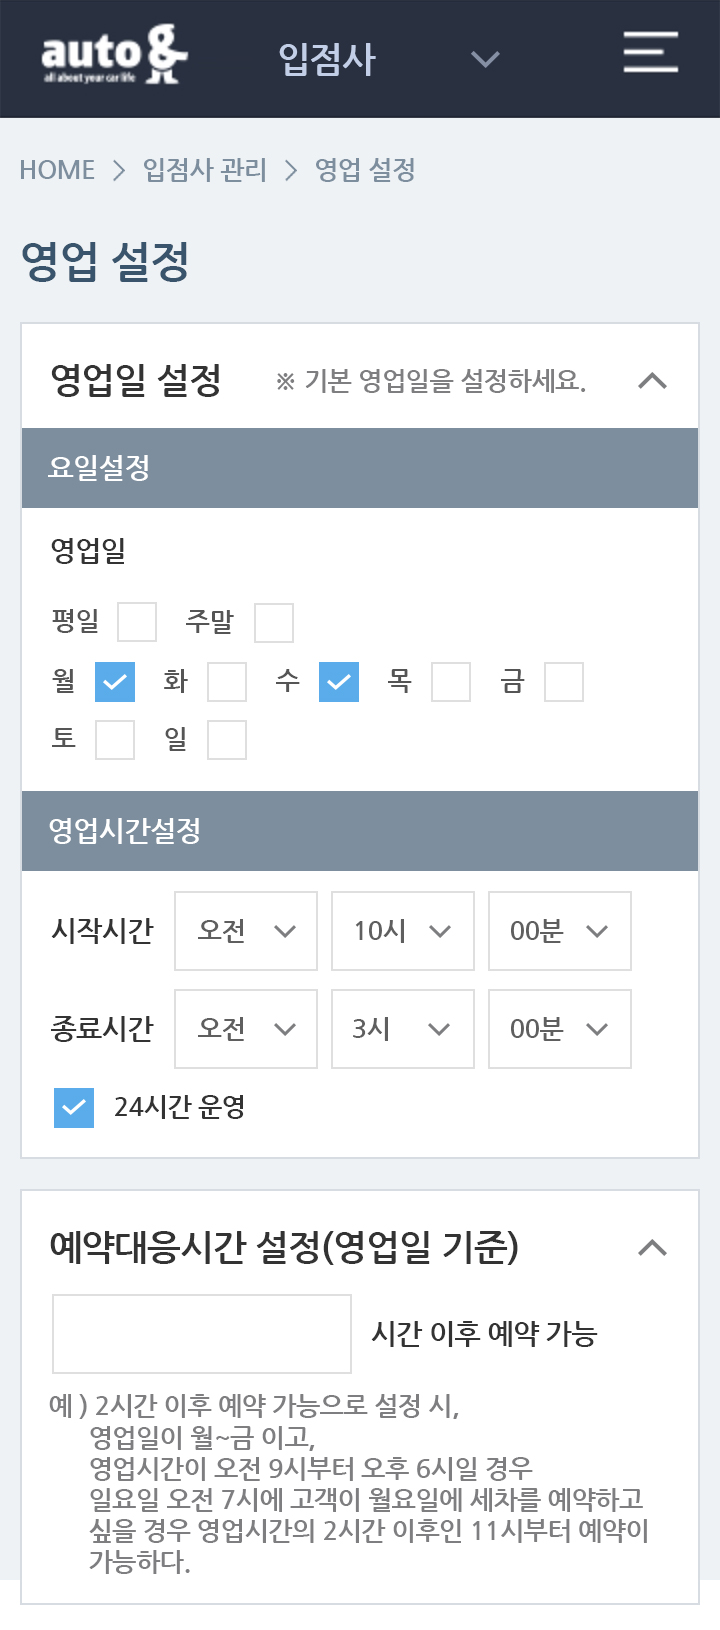 auto &
all about your car life
입점사
HOME > 입점사 관리 > 영업 설정
영업 설정
영업일 설정 ※ 기본 영업일을 설정하세요.
요일설정
영업일
평일 주말
월 화 수 목 금
토 일
영업시간설정
시작시간 오전 10시 00분
종료시간 오전 3시 00분
24시간 운영
예약대응시간 설정(영업일 기준)
시간 이후 예약 가능
예 ) 2시간 이후 예약 가능으로 설정 시,
영업일이 월~금 이고,
영업시간이 오전 9시부터 오후 6시일 경우
일요일 오전 7시에 고객이 월요일에 세차를 예약하고
싶을 경우 영업시간의 2시간 이후인 11시부터 예약이
가능하다.